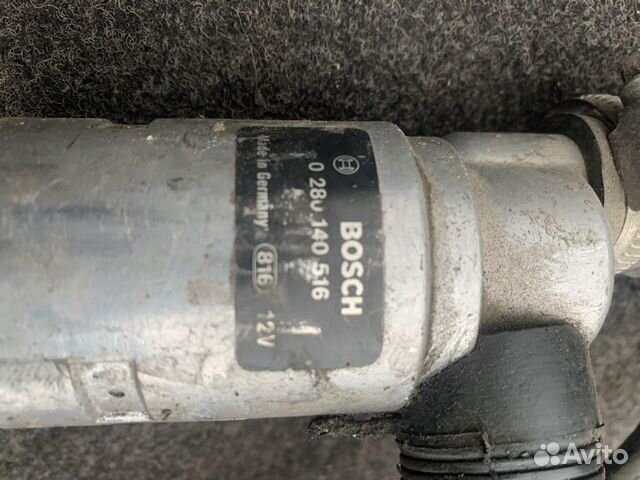 BOSCH
0 280 140 516
Made in Germany 816 12V
Avito